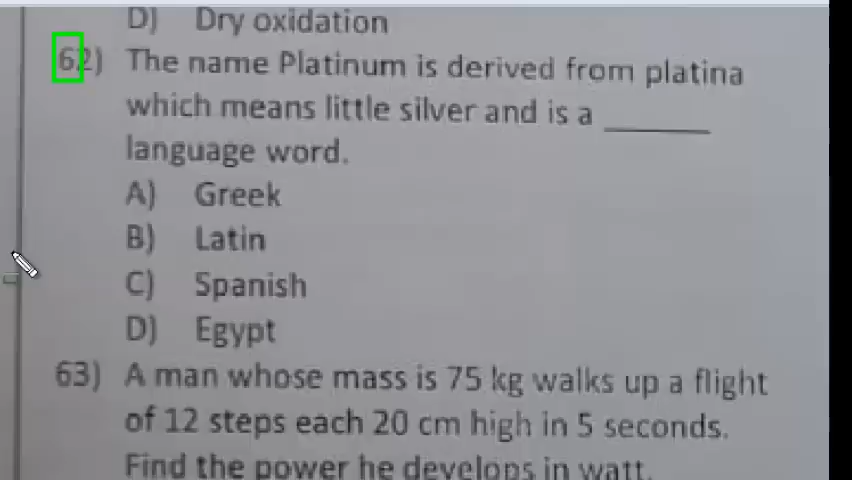 D) Dry oxidation
62) The name Platinum is derived from platina
which means little silver and is a ______
language word.
A) Greek
B) Latin
C) Spanish
D) Egypt
63) A man whose mass is 75 kg walks up a flight
of 12 steps each 20 cm high in 5 seconds.
Find the power he develops in watt.